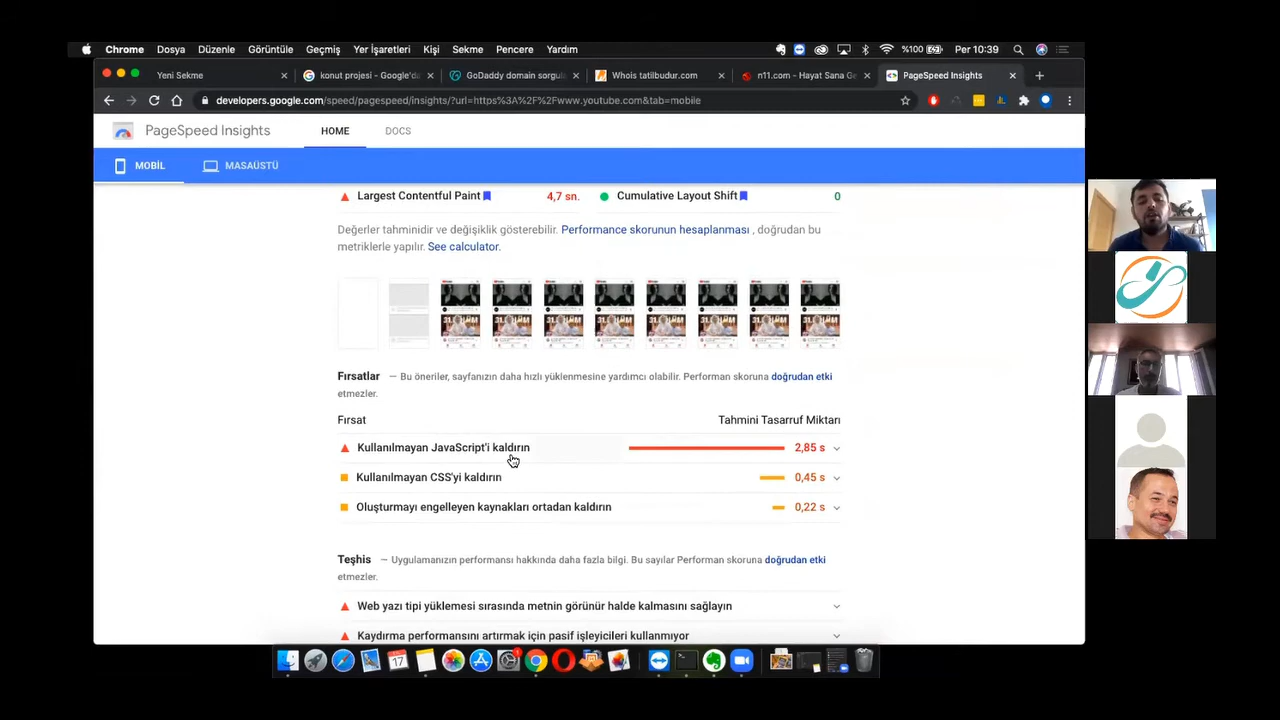 Chrome Dosya Düzenle Görüntüle Geçmiş Yer İşaretleri Kişi Sekme Pencere Yardım %100 Per 10:39
Yeni Sekme konut projesi - Google'da GoDaddy domain sorgula Whois tatilbudur.com n11.com - Hayat Sana Ge PageSpeed Insights
developers.google.com/speed/pagespeed/insights/?url=https%3A%2F%2Fwww.youtube.com&tab=mobile
PageSpeed Insights HOME DOCS
MOBİL MASAÜSTÜ
Largest Contentful Paint 4,7 sn. Cumulative Layout Shift 0
Değerler tahminidir ve değişiklik gösterebilir. Performance skorunun hesaplanması , doğrudan bu
metriklerle yapılır. See calculator.
Fırsatlar — Bu öneriler, sayfanızın daha hızlı yüklenmesine yardımcı olabilir. Performan skoruna doğrudan etki
etmezler.
Fırsat Tahmini Tasarruf Miktarı
Kullanılmayan JavaScript'i kaldırın 2,85 s
Kullanılmayan CSS'yi kaldırın 0,45 s
Oluşturmayı engelleyen kaynakları ortadan kaldırın 0,22 s
Teşhis — Uygulamanızın performansı hakkında daha fazla bilgi. Bu sayılar Performan skoruna doğrudan etki
etmezler.
Web yazı tipi yüklemesi sırasında metnin görünür halde kalmasını sağlayın
Kaydırma performansını artırmak için pasif işleyicileri kullanmıyor
17